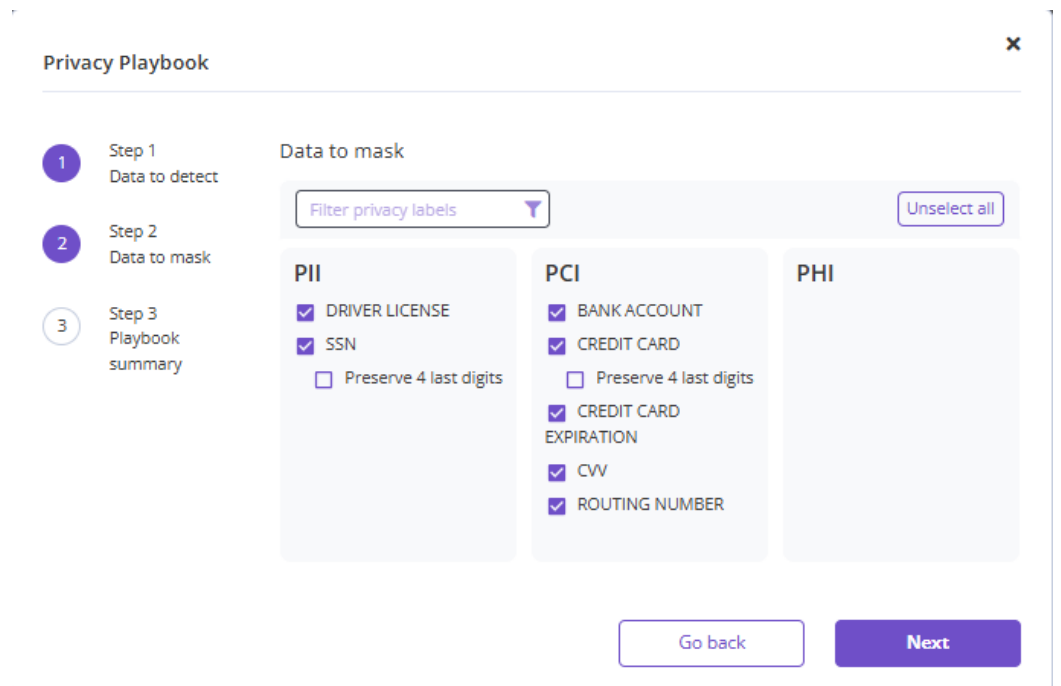 Privacy Playbook
1
Step 1
Data to detect
2
Step 2
Data to mask
3
Step 3
Playbook
summary
Data to mask
Filter privacy labels
Unselect all
PII
DRIVER LICENSE
SSN
Preserve 4 last digits
PCI
BANK ACCOUNT
CREDIT CARD
Preserve 4 last digits
CREDIT CARD
EXPIRATION
CVV
ROUTING NUMBER
PHI
Go back
Next